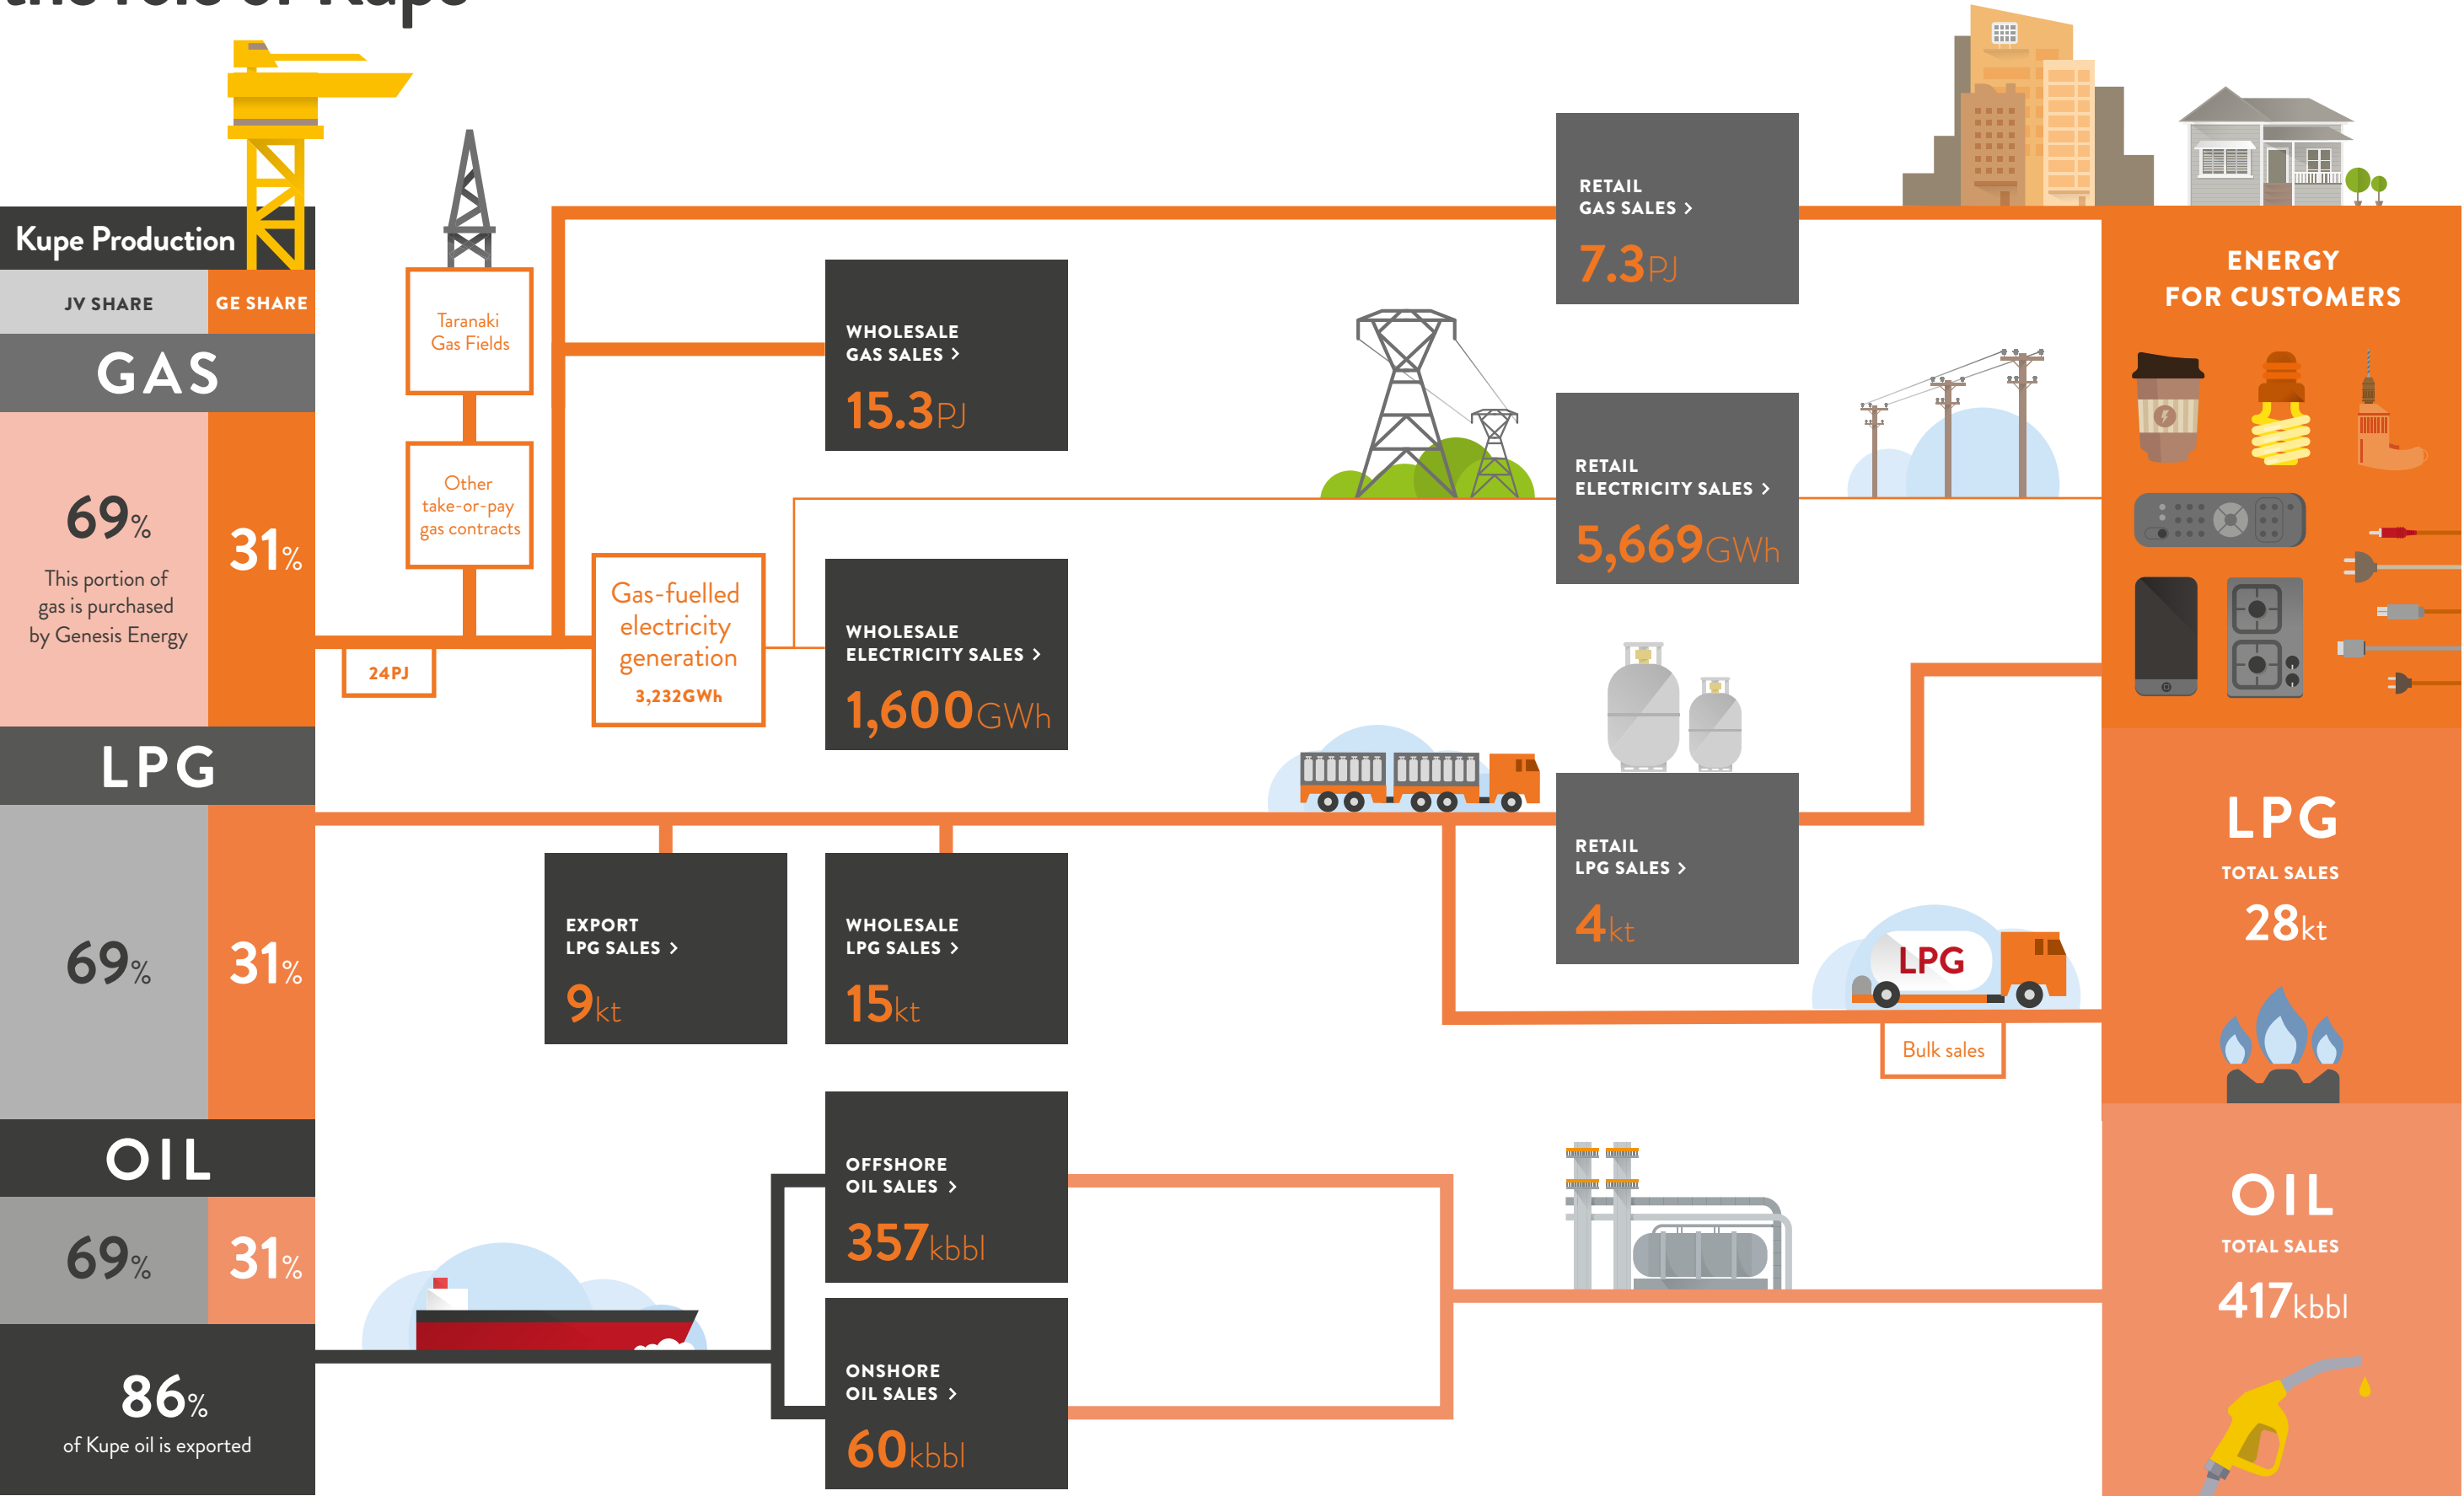 the role of Kupe
Kupe Production
JV SHARE
GE SHARE
GAS
69%
This portion of
gas is purchased
by Genesis Energy
31%
LPG
69%
31%
OIL
69%
31%
86%
of Kupe oil is exported
Taranaki
Gas Fields
Other
take-or-pay
gas contracts
24PJ
Gas-fuelled
electricity
generation
3,232GWh
WHOLESALE
GAS SALES >
15.3PJ
WHOLESALE
ELECTRICITY SALES >
1,600GWh
RETAIL
GAS SALES >
7.3PJ
RETAIL
ELECTRICITY SALES >
5,669GWh
EXPORT
LPG SALES >
9kt
WHOLESALE
LPG SALES >
15kt
RETAIL
LPG SALES >
4kt
LPG
Bulk sales
OFFSHORE
OIL SALES >
357kbbl
ONSHORE
OIL SALES >
60kbbl
ENERGY
FOR CUSTOMERS
LPG
TOTAL SALES
28kt
OIL
TOTAL SALES
417kbbl